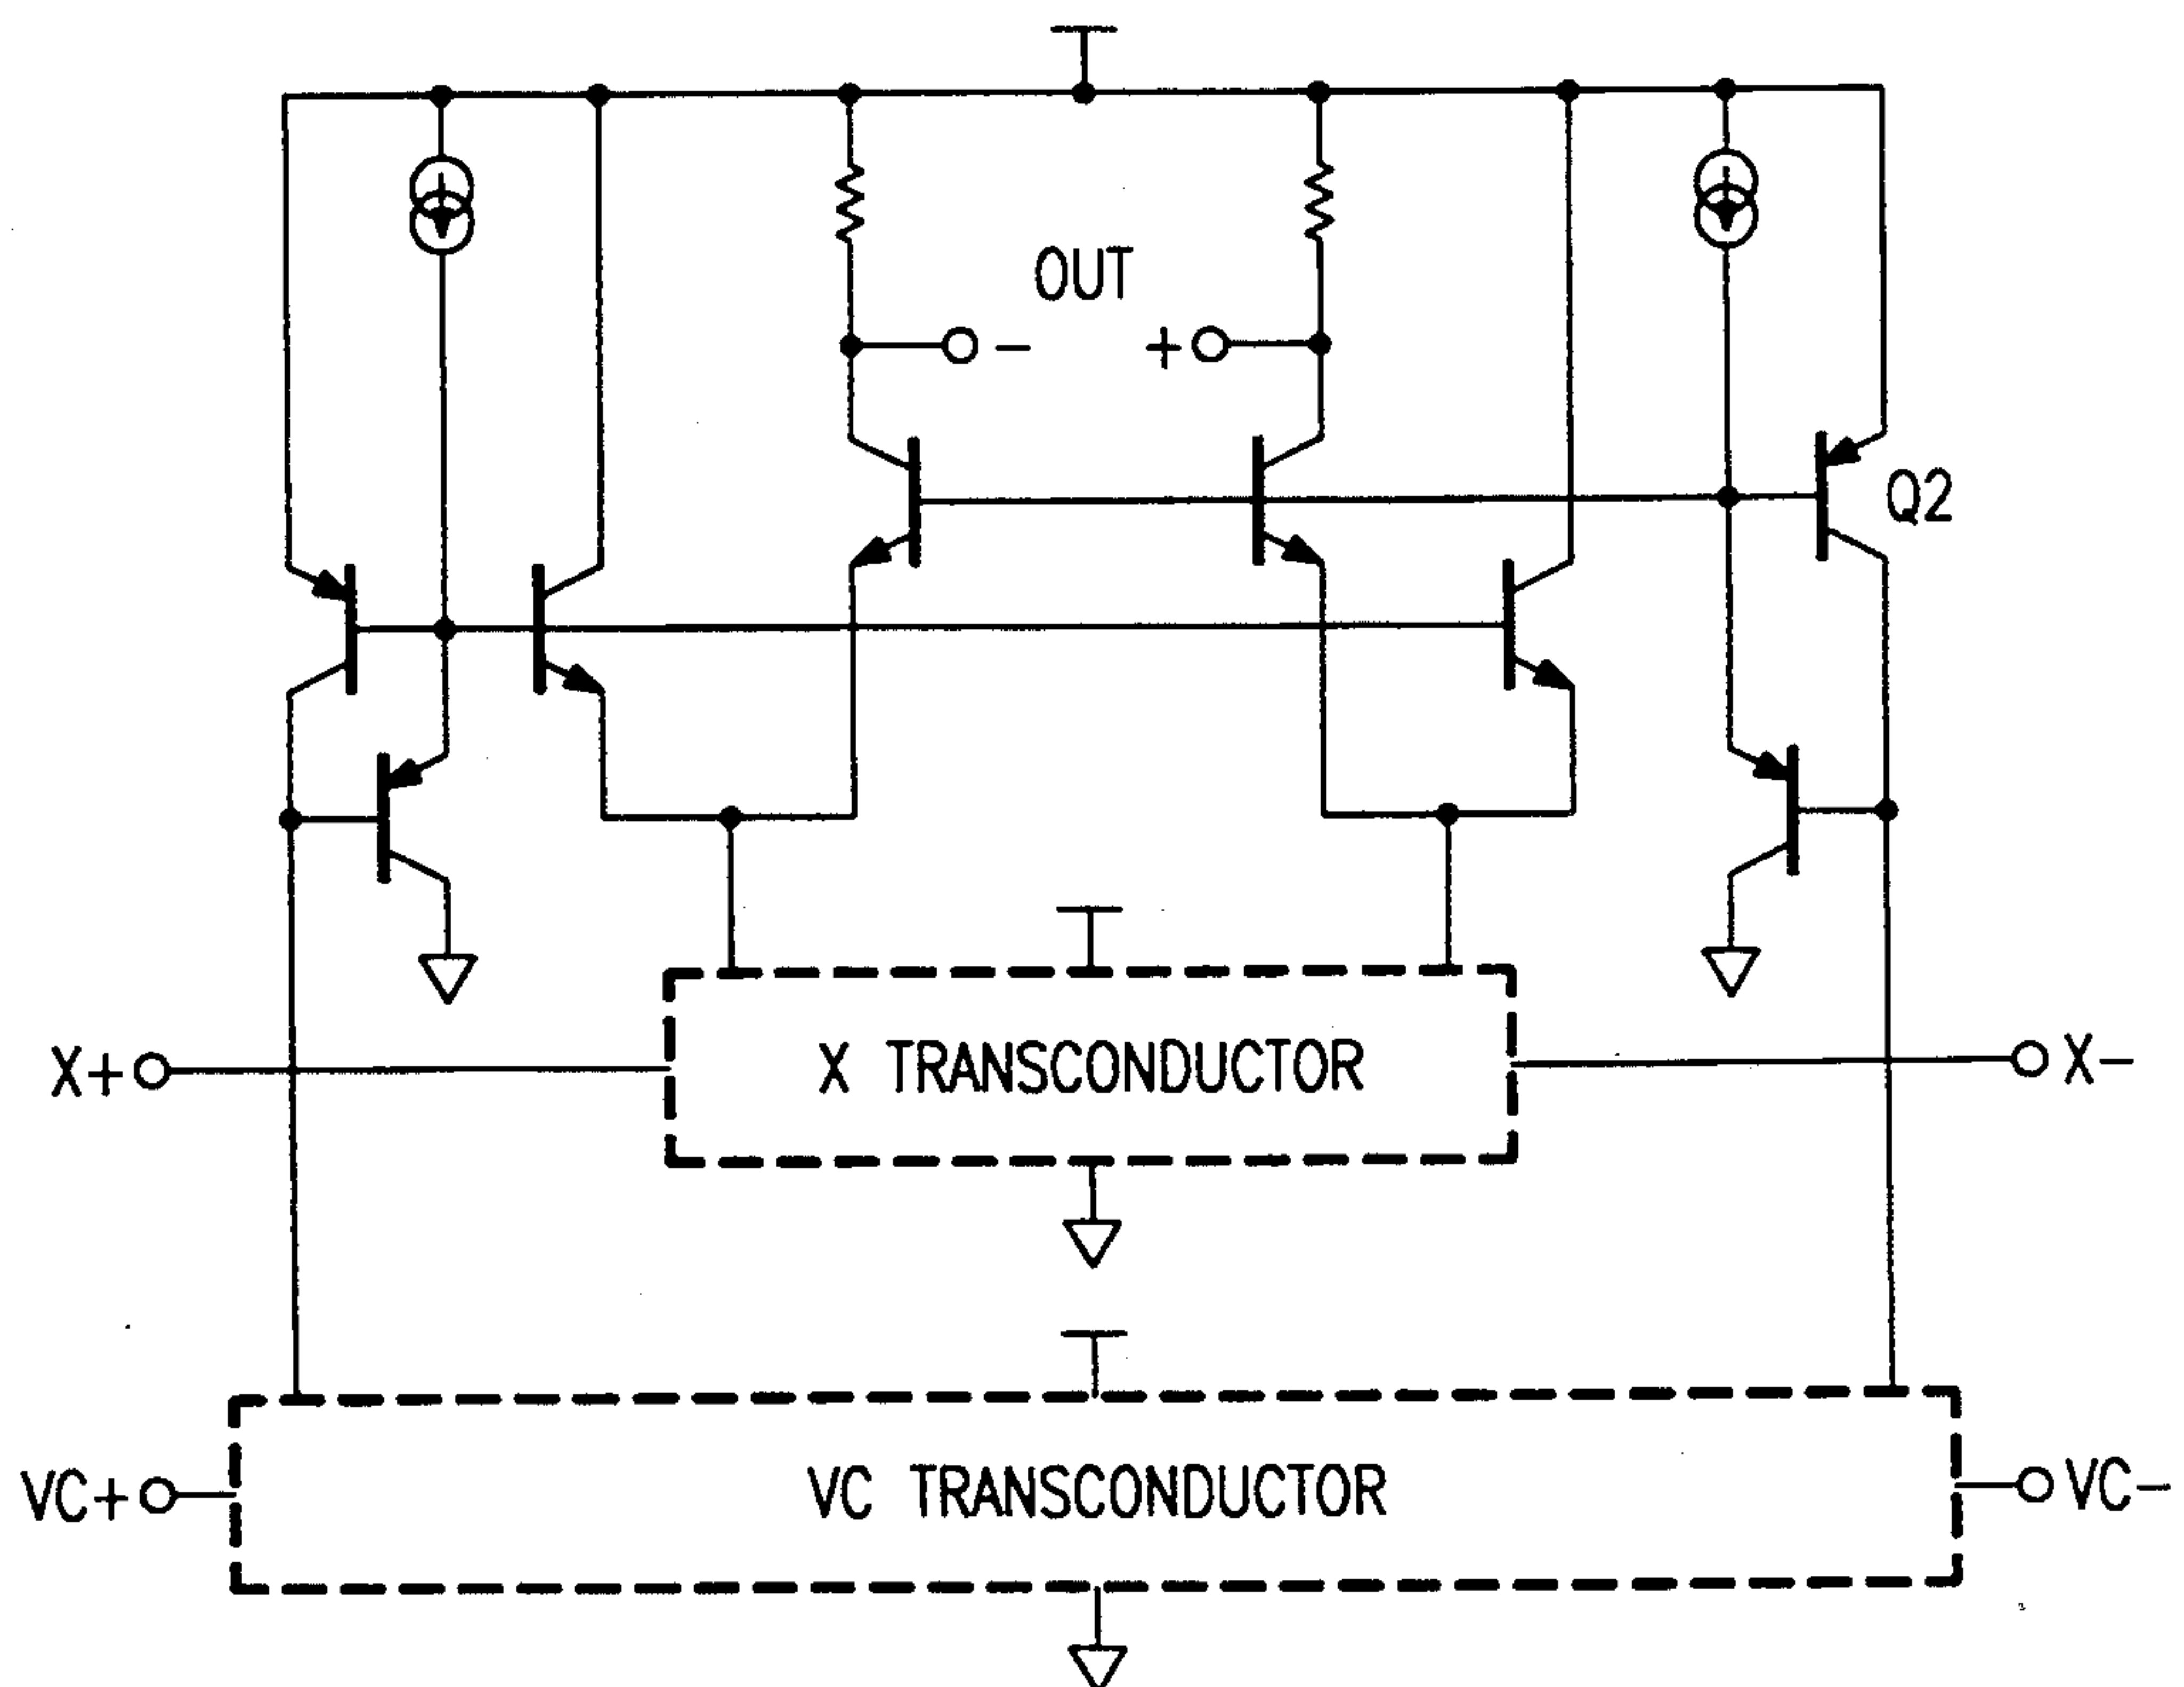 OUT
- +
Q2
X+ X TRANSCONDUCTOR X-
VC+ VC TRANSCONDUCTOR VC-